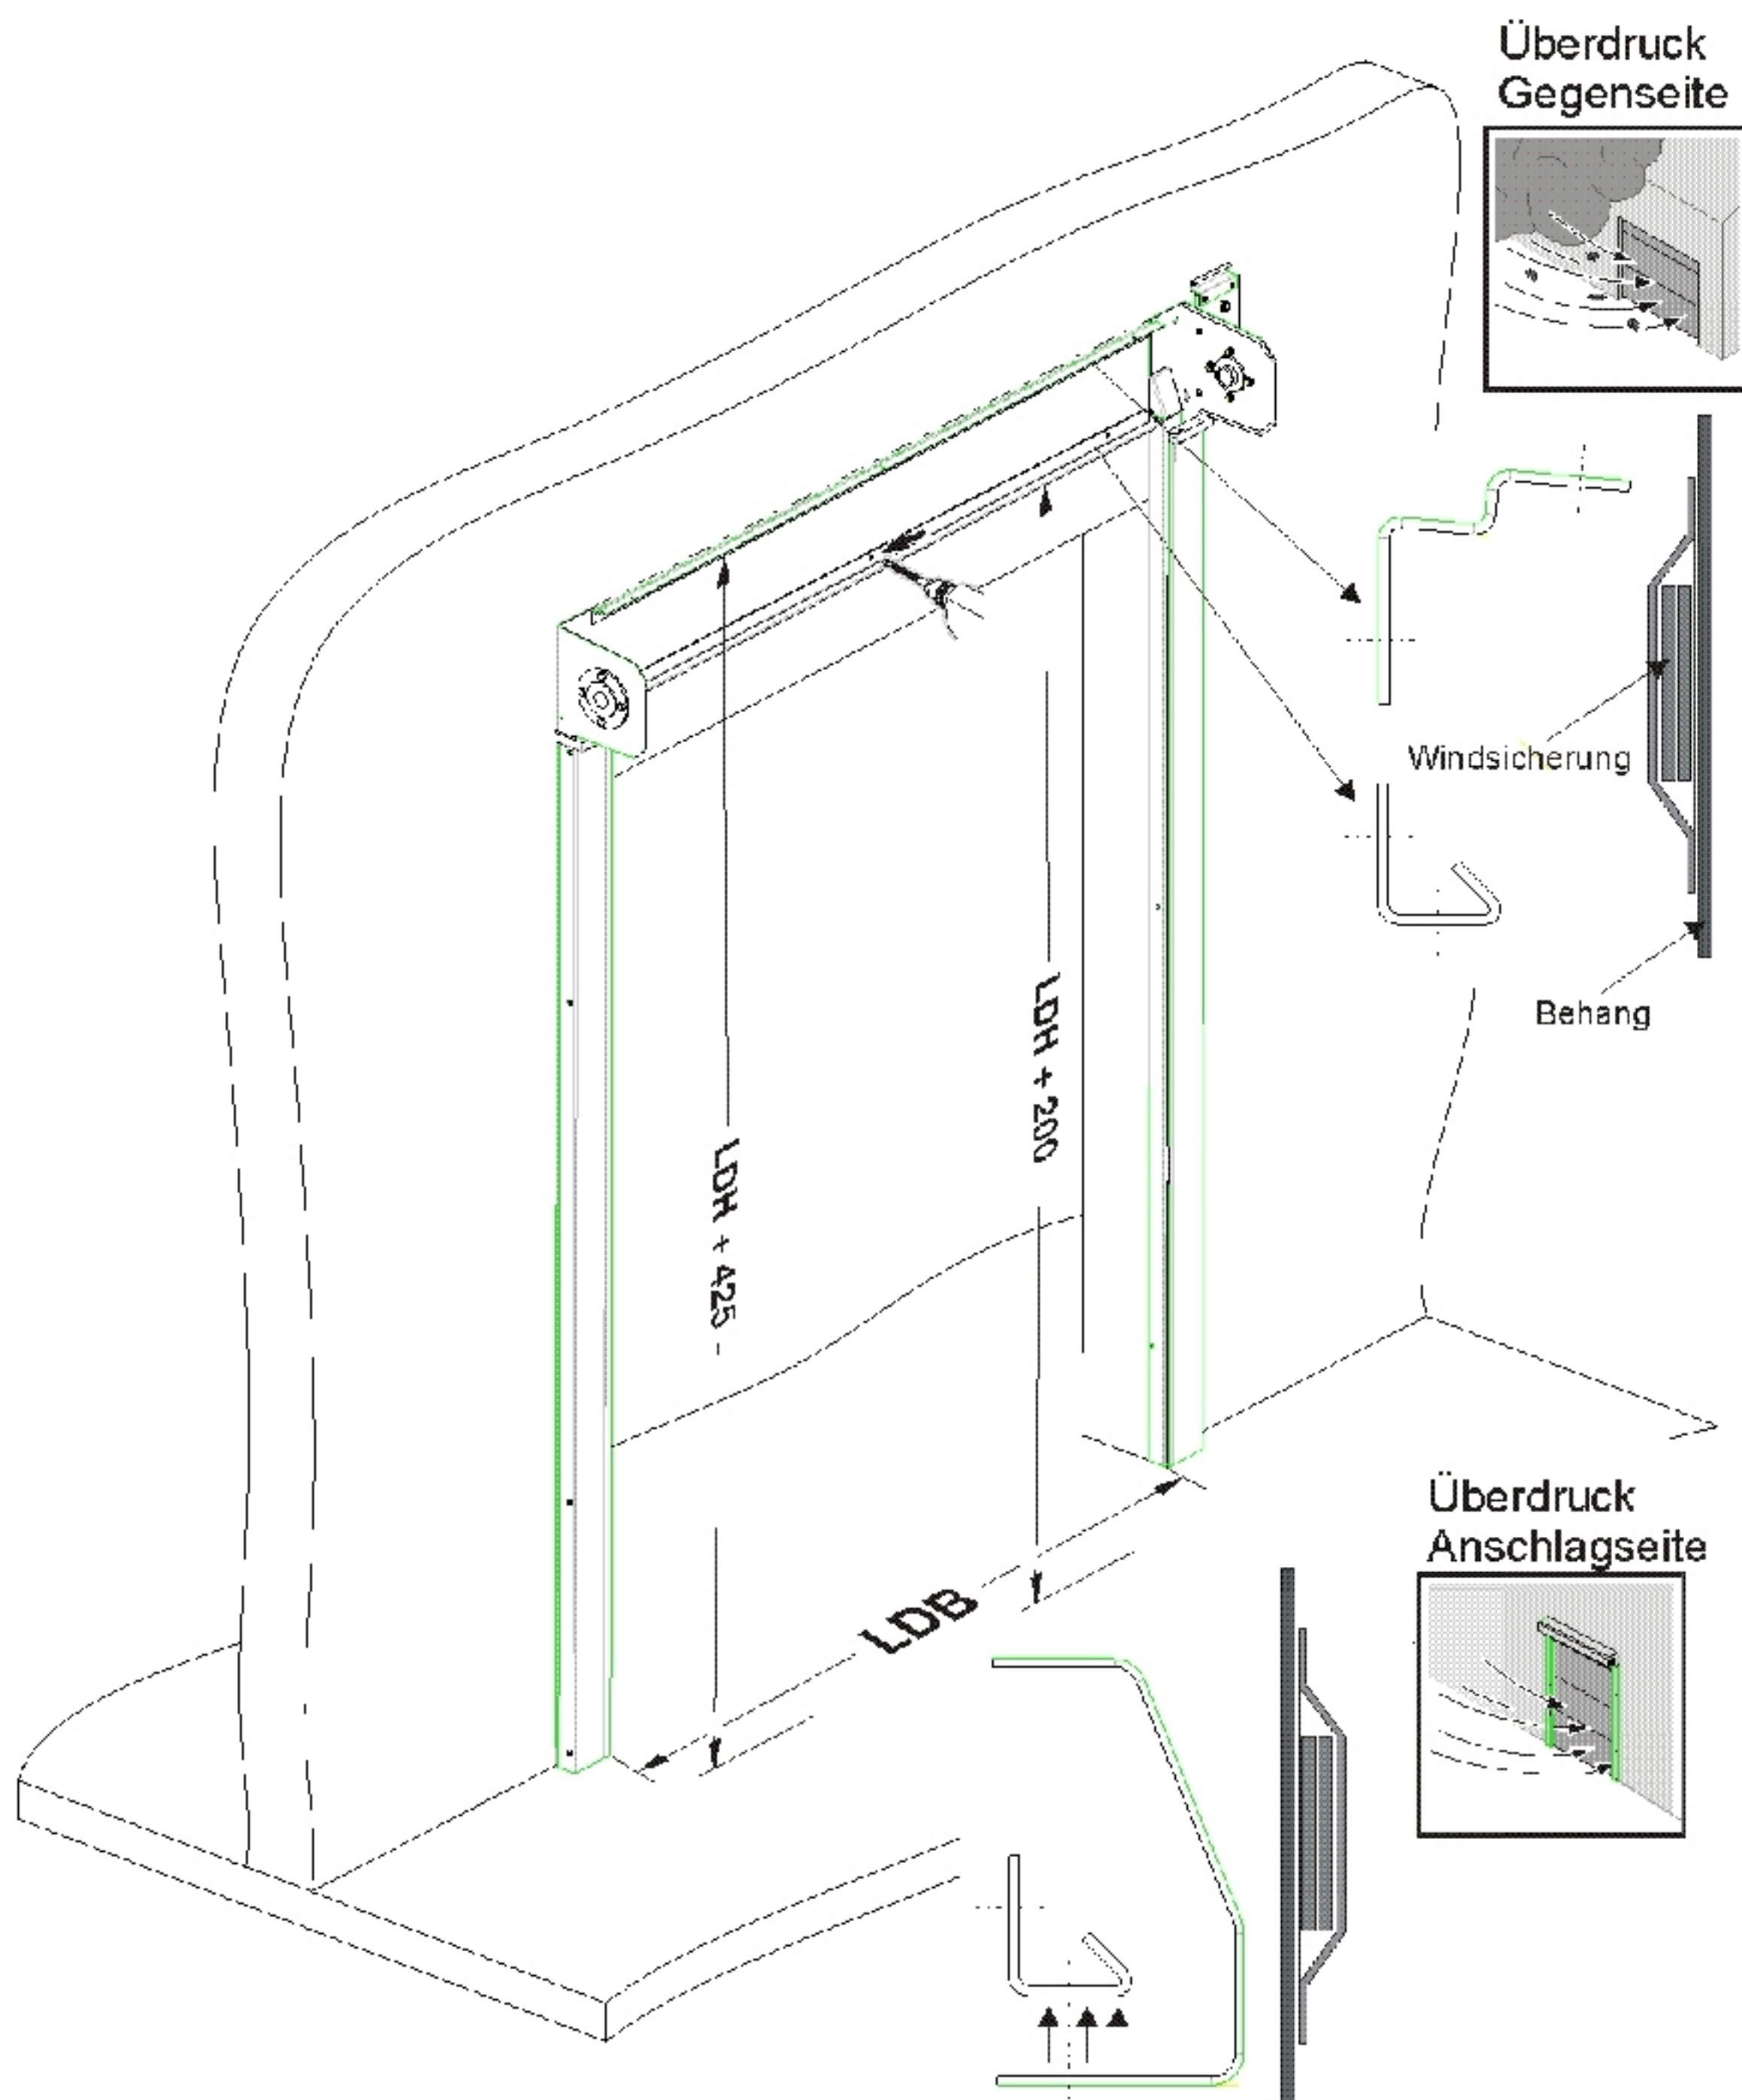 Überdruck
Gegenseite
Windsicherung
Behang
LDH + 200
LDH + 425
LDB
Überdruck
Anschlagseite